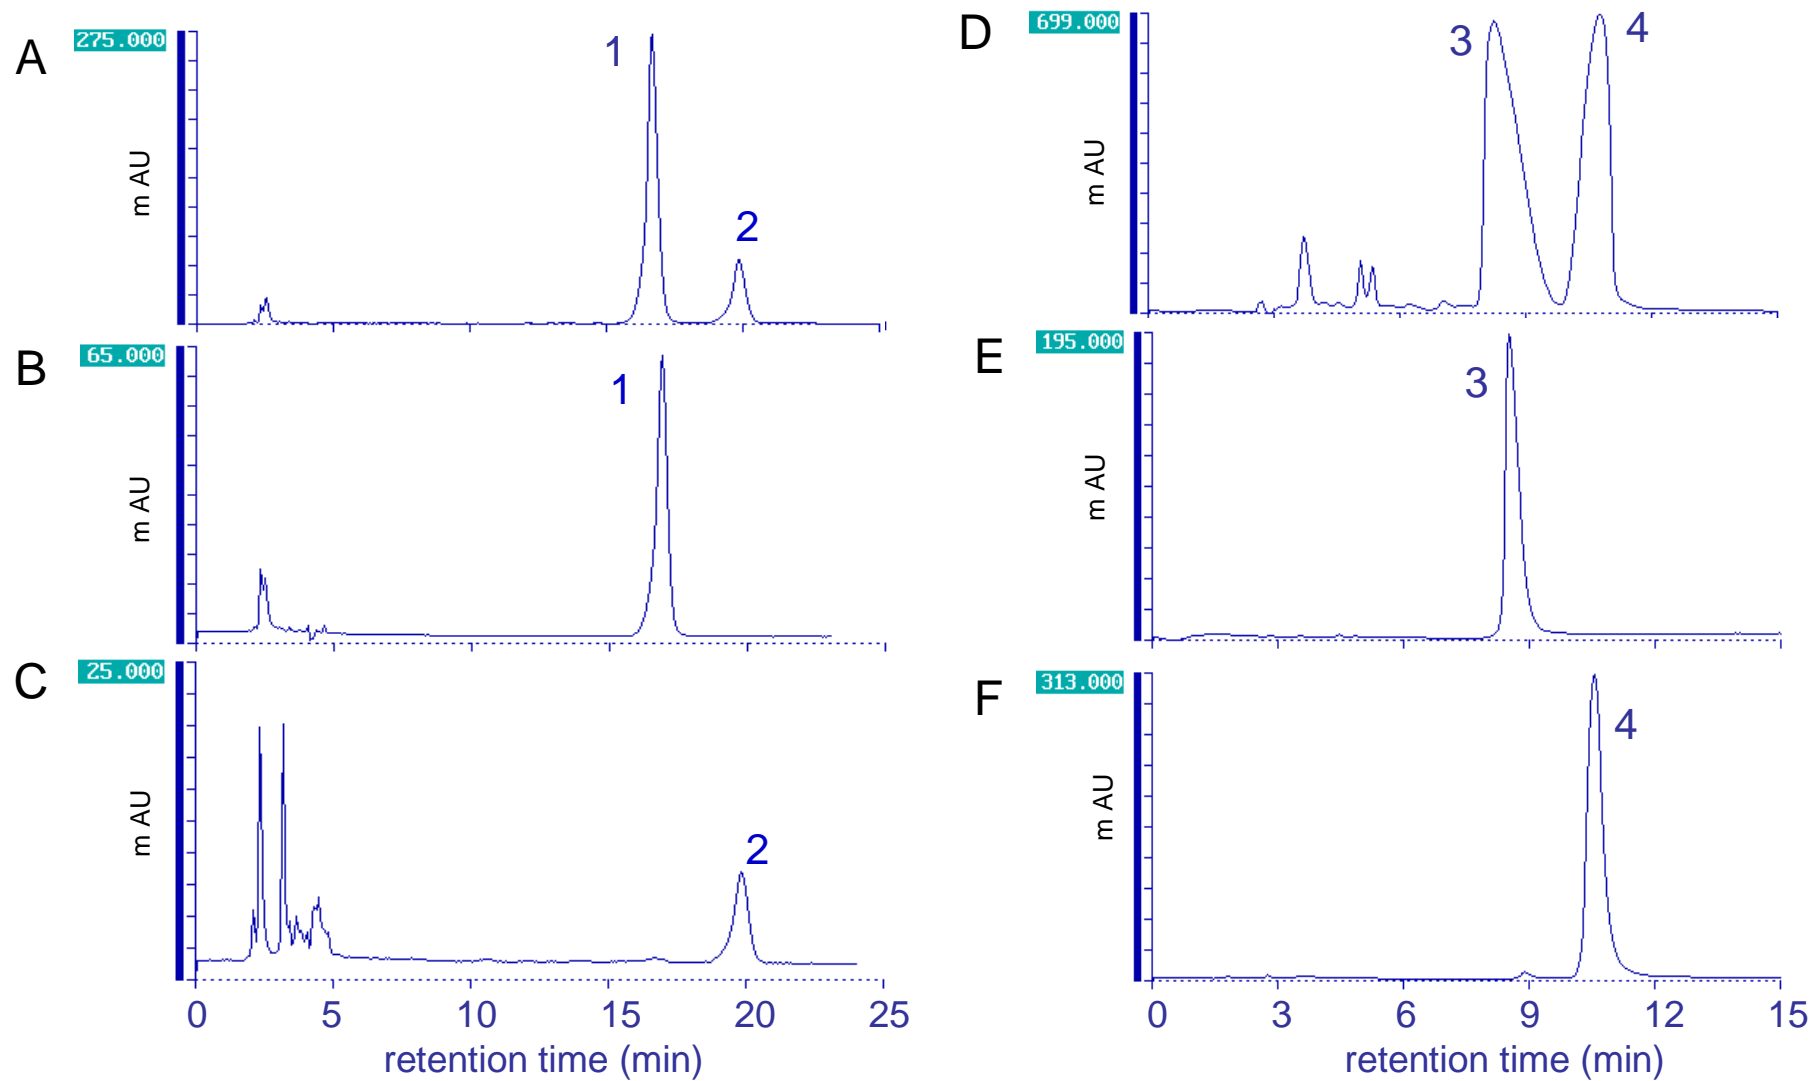 A
275.000
m AU
1
2
B
65.000
m AU
1
C
25.000
m AU
2
0 5 10 15 20 25
retention time (min)
D
699.000
m AU
3
4
E
195.000
m AU
3
F
313.000
m AU
4
0 3 6 9 12 15
retention time (min)